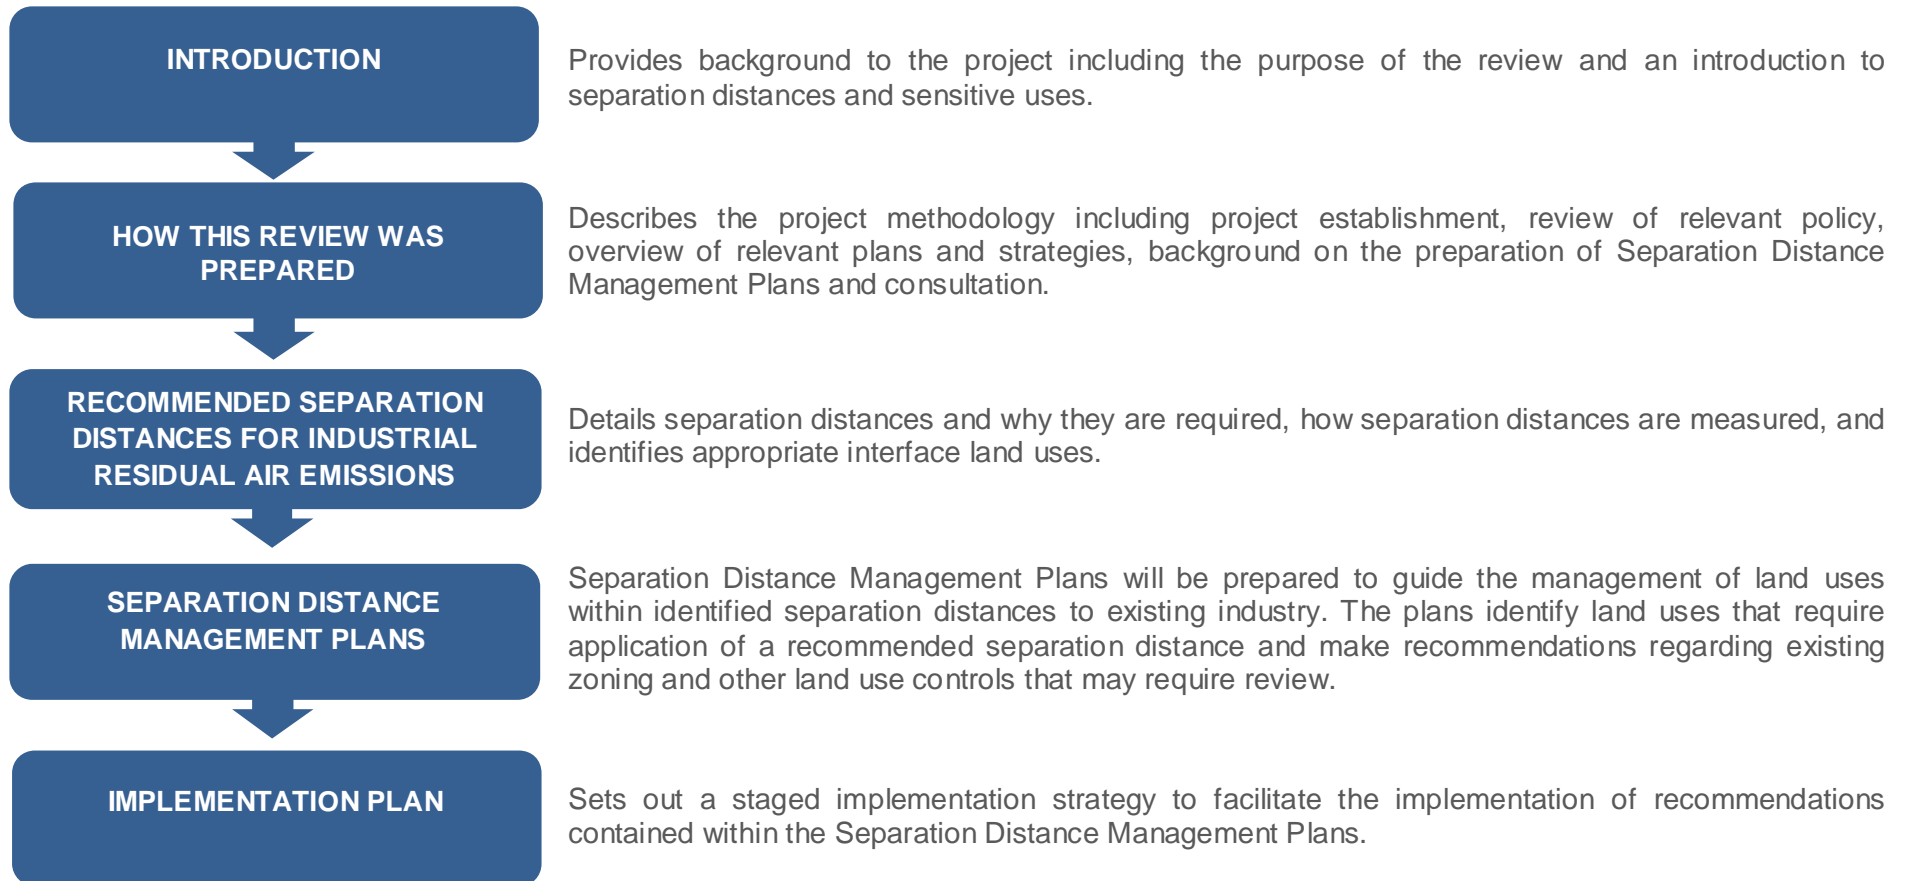 INTRODUCTION
Provides background to the project including the purpose of the review and an introduction to
separation distances and sensitive uses.
HOW THIS REVIEW WAS
PREPARED
Describes the project methodology including project establishment, review of relevant policy,
overview of relevant plans and strategies, background on the preparation of Separation Distance
Management Plans and consultation.
RECOMMENDED SEPARATION
DISTANCES FOR INDUSTRIAL
RESIDUAL AIR EMISSIONS
Details separation distances and why they are required, how separation distances are measured, and
identifies appropriate interface land uses.
SEPARATION DISTANCE
MANAGEMENT PLANS
Separation Distance Management Plans will be prepared to guide the management of land uses
within identified separation distances to existing industry. The plans identify land uses that require
application of a recommended separation distance and make recommendations regarding existing
zoning and other land use controls that may require review.
IMPLEMENTATION PLAN
Sets out a staged implementation strategy to facilitate the implementation of recommendations
contained within the Separation Distance Management Plans.